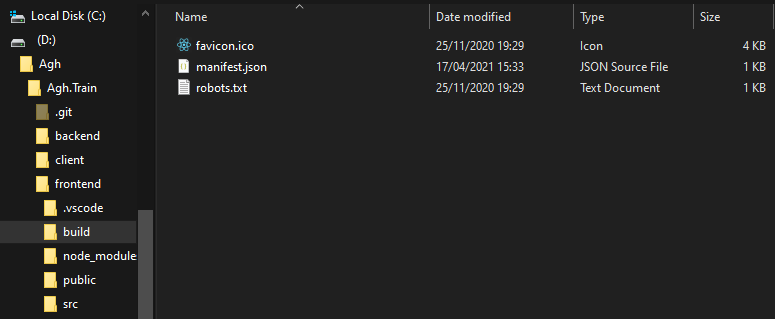 Local Disk (C:)
(D:)
Agh
Agh.Train
.git
backend
client
frontend
.vscode
build
node_modules
public
src
Name Date modified Type Size
favicon.ico 25/11/2020 19:29 Icon 4 KB
manifest.json 17/04/2021 15:33 JSON Source File 1 KB
robots.txt 25/11/2020 19:29 Text Document 1 KB